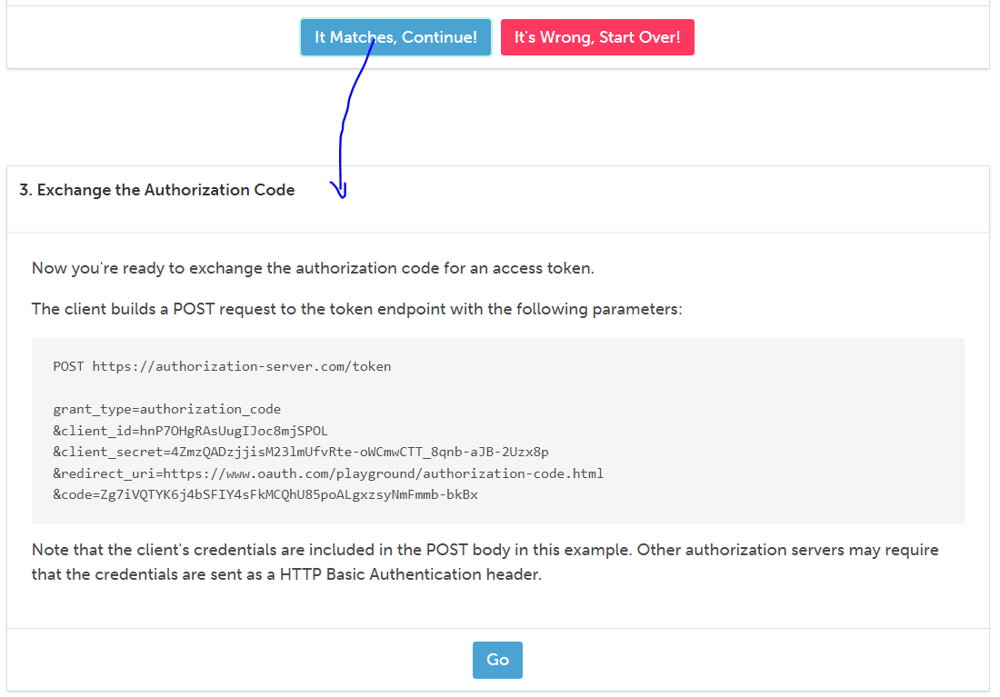 It Matches, Continue!
It's Wrong, Start Over!
3. Exchange the Authorization Code
Now you're ready to exchange the authorization code for an access token.
The client builds a POST request to the token endpoint with the following parameters:
POST https://authorization-server.com/token
grant_type=authorization_code
&client_id=hnP7OHgRAsUugIJoc8mjSPOL
&client_secret=4ZmzQADzjjisM23lmUfvRte-oWCmwCTT_8qnb-aJB-2Uzx8p
&redirect_uri=https://www.oauth.com/playground/authorization-code.html
&code=Zg7iVQTYK6j4bSFIY4sFkMCQhU85poALgxzsyNmFmmb-bkBx
Note that the client's credentials are included in the POST body in this example. Other authorization servers may require
that the credentials are sent as a HTTP Basic Authentication header.
Go